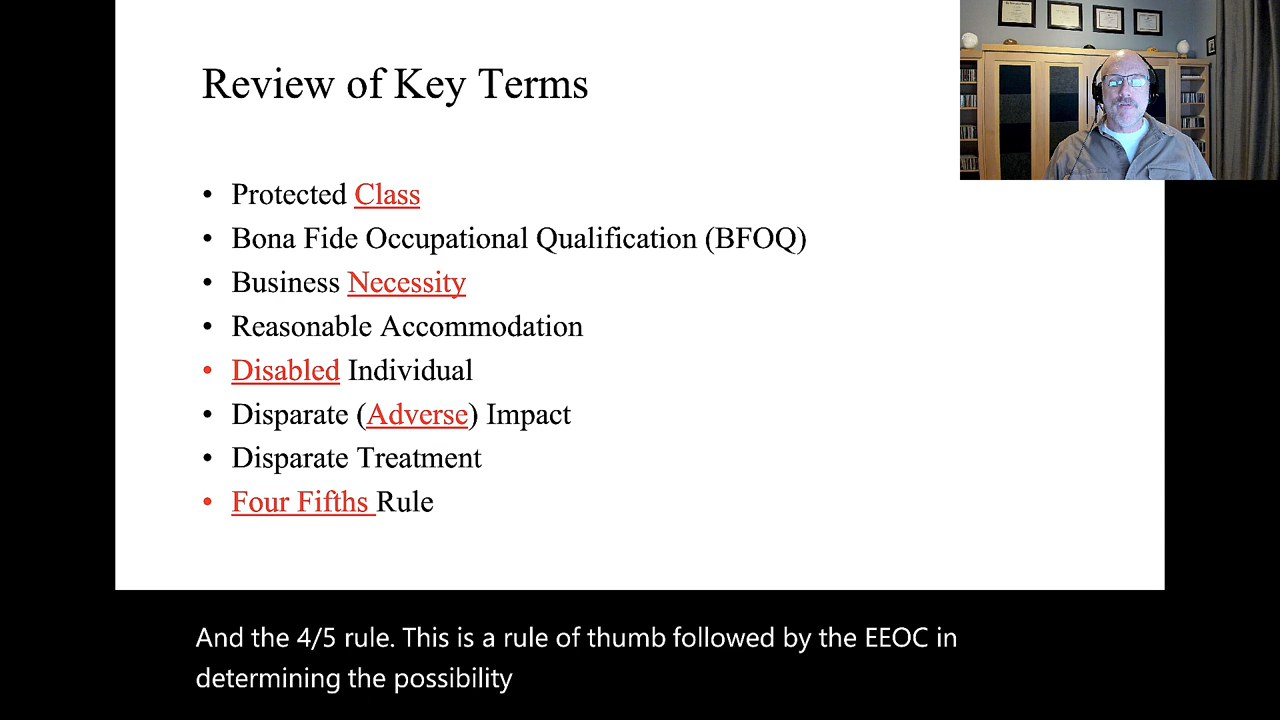 Review of Key Terms
• Protected Class
• Bona Fide Occupational Qualification (BFOQ)
• Business Necessity
• Reasonable Accommodation
• Disabled Individual
• Disparate (Adverse) Impact
• Disparate Treatment
• Four Fifths Rule
And the 4/5 rule. This is a rule of thumb followed by the EEOC in
determining the possibility